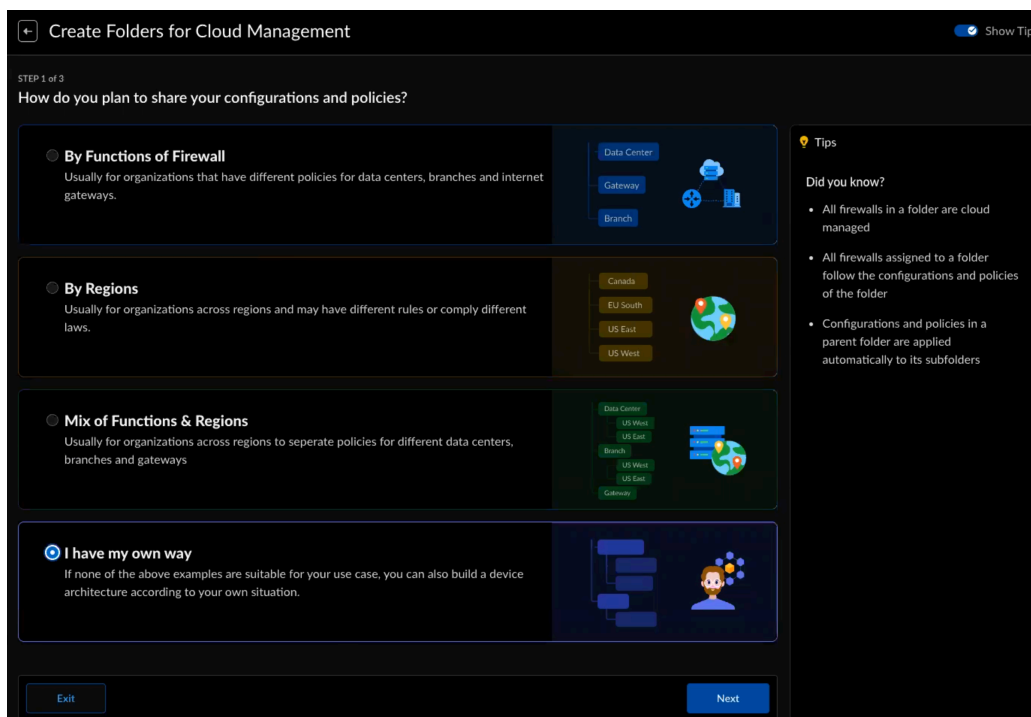 Create Folders for Cloud Management
Show Tip
STEP 1 of 3
How do you plan to share your configurations and policies?
By Functions of Firewall
Usually for organizations that have different policies for data centers, branches and internet
gateways.
Data Center
Gateway
Branch
By Regions
Usually for organizations across regions and may have different rules or comply different
laws.
Canada
EU South
US East
US West
Mix of Functions & Regions
Usually for organizations across regions to seperate policies for different data centers,
branches and gateways
Data Center
US West
US East
Branch
US West
US East
Gateway
I have my own way
If none of the above examples are suitable for your use case, you can also build a device
architecture according to your own situation.
Tips
Did you know?
• All firewalls in a folder are cloud
managed
• All firewalls assigned to a folder
follow the configurations and policies
of the folder
• Configurations and policies in a
parent folder are applied
automatically to its subfolders
Exit
Next